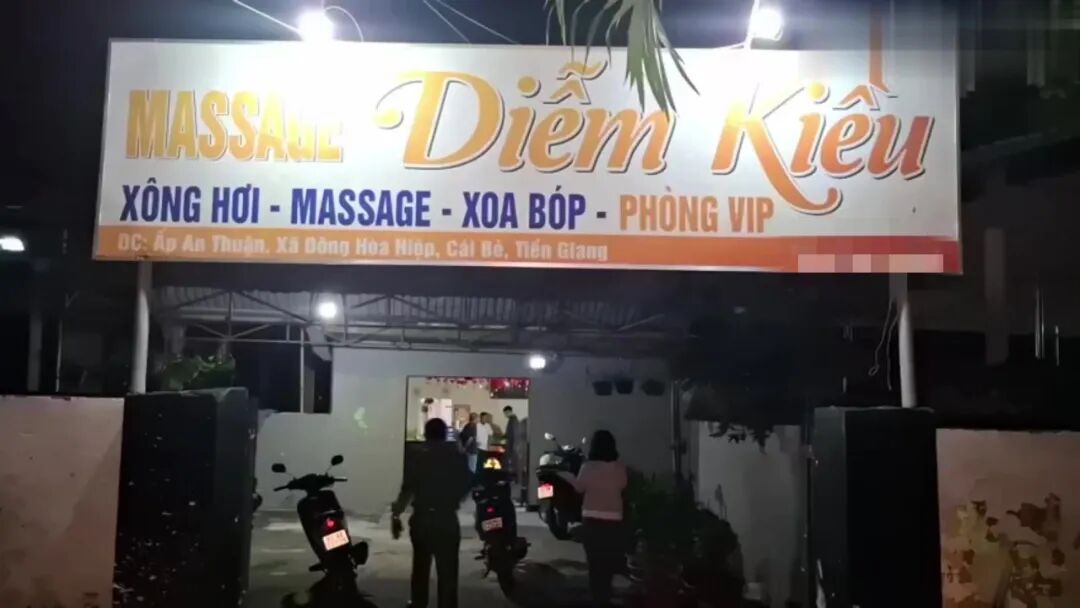 MASSAGE Diễm Kiều
XÔNG HƠI - MASSAGE - XOA BÓP - PHÒNG VIP
ĐC: Ấp An Thuận, Xã Đông Hòa Hiệp, Cái Bè, Tiền Giang